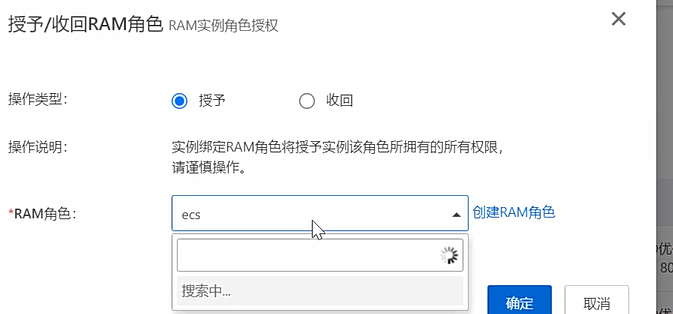 授予/收回RAM角色 RAM实例角色授权
操作类型： 授予 收回
操作说明： 实例绑定RAM角色将授予实例该角色所拥有的所有权限，
请谨慎操作。
*RAM角色： ecs 创建RAM角色
搜索中...
确定 取消
优
80
优